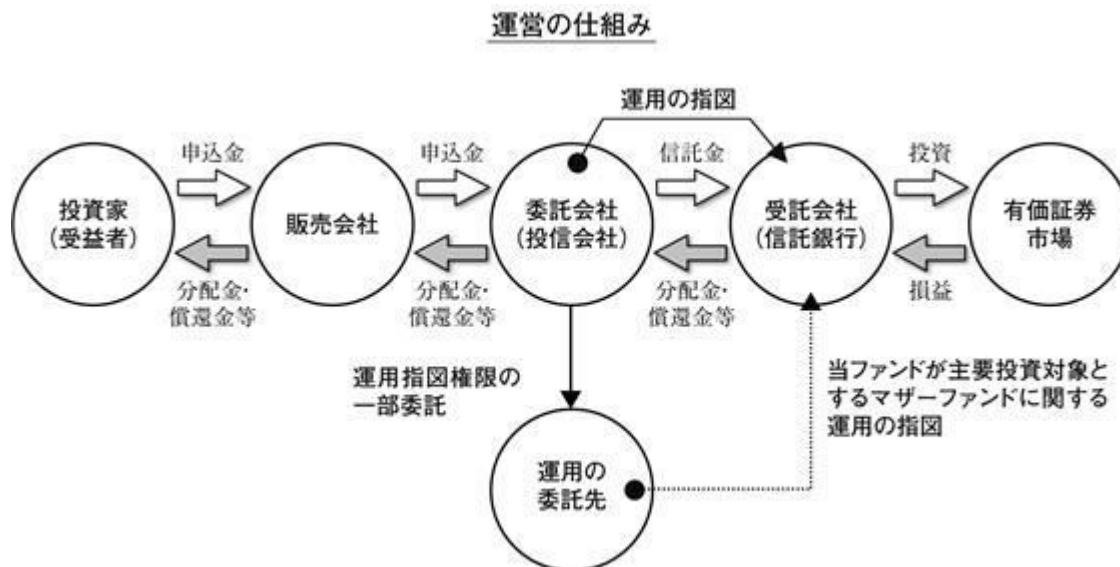 運営の仕組み
運用の指図
申込金
申込金
信託金
投資
投資家
(受益者)
販売会社
委託会社
(投信会社)
受託会社
(信託銀行)
有価証券
市場
分配金・
償還金等
分配金・
償還金等
分配金・
償還金等
損益
運用指図権限の
一部委託
当ファンドが主要投資対象と
するマザーファンドに関する
運用の指図
運用の
委託先